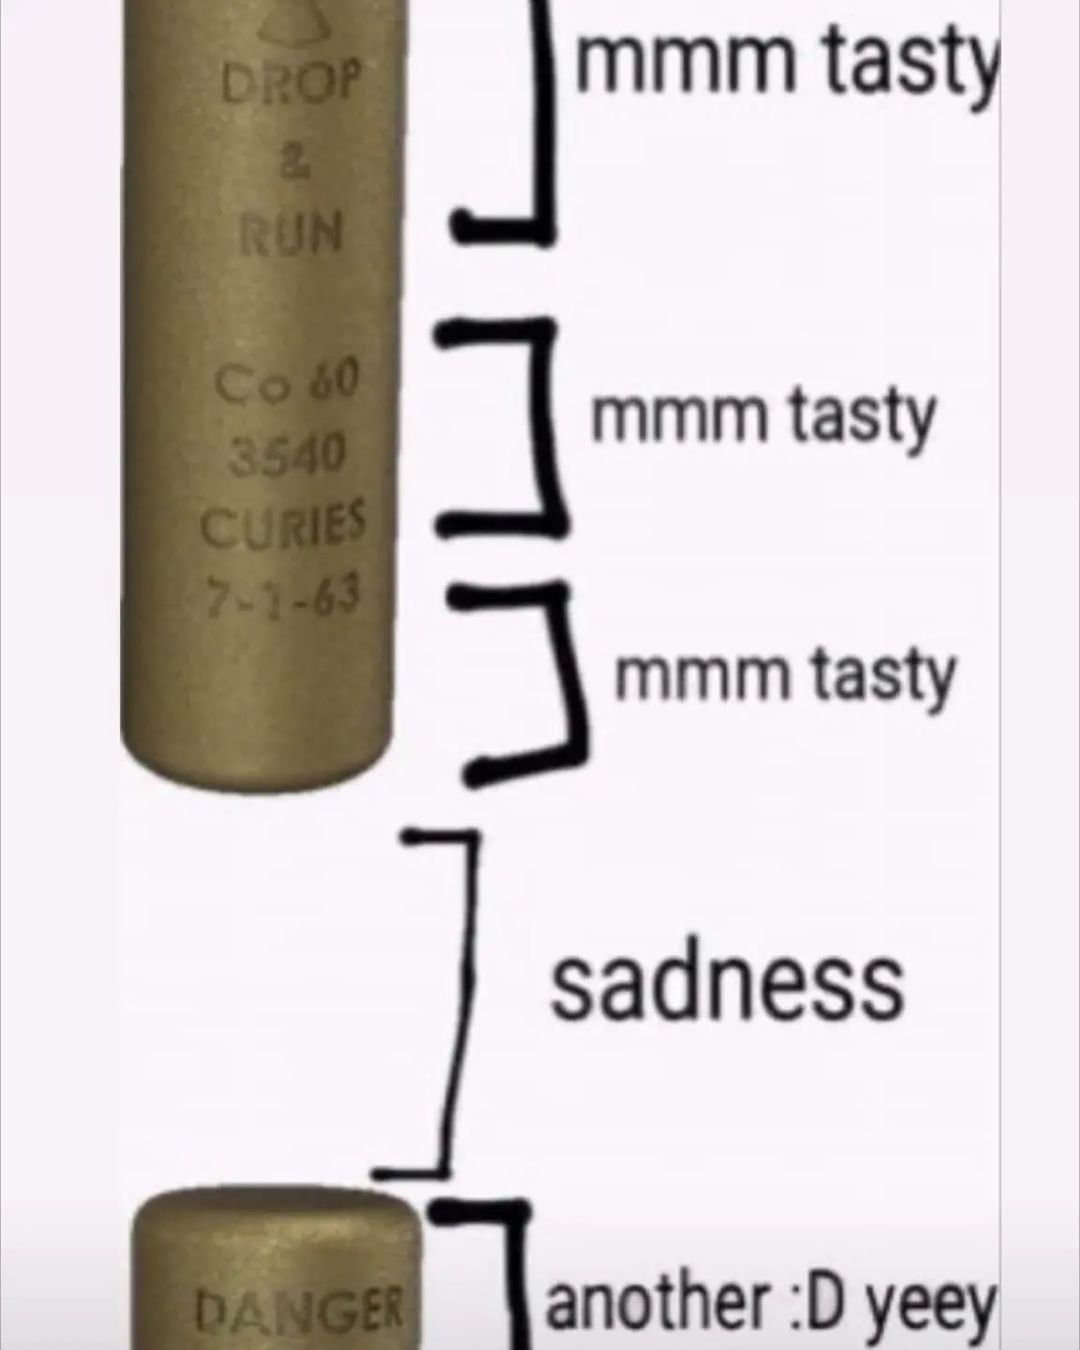 mmm tasty
DROP
&
RUN
Co 60
3540
CURIES
7-1-63
mmm tasty
mmm tasty
sadness
another :D yeey
DANGER